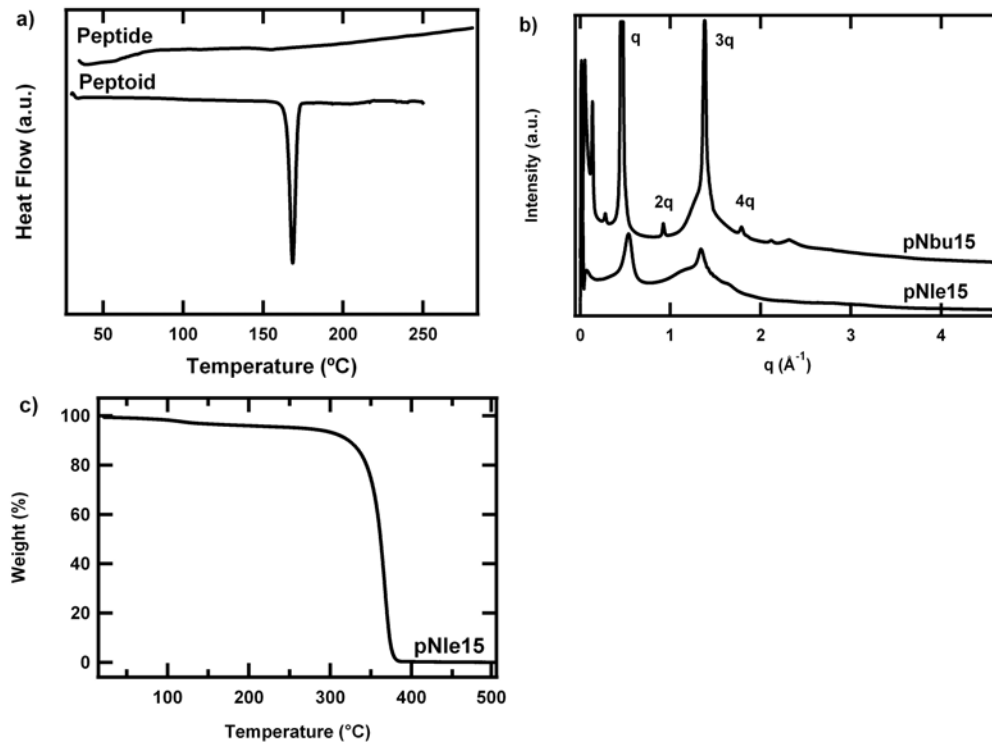 a)
Peptide
Peptoid
Heat Flow (a.u.)
50 100 150 200 250
Temperature (ºC)
b)
q
3q
2q
4q
pNbu15
pNle15
Intensity (a.u.)
0 1 2 3 4
q (Å-1)
c)
100
80
60
40
20
0
Weight (%)
pNle15
100 200 300 400 500
Temperature (°C)